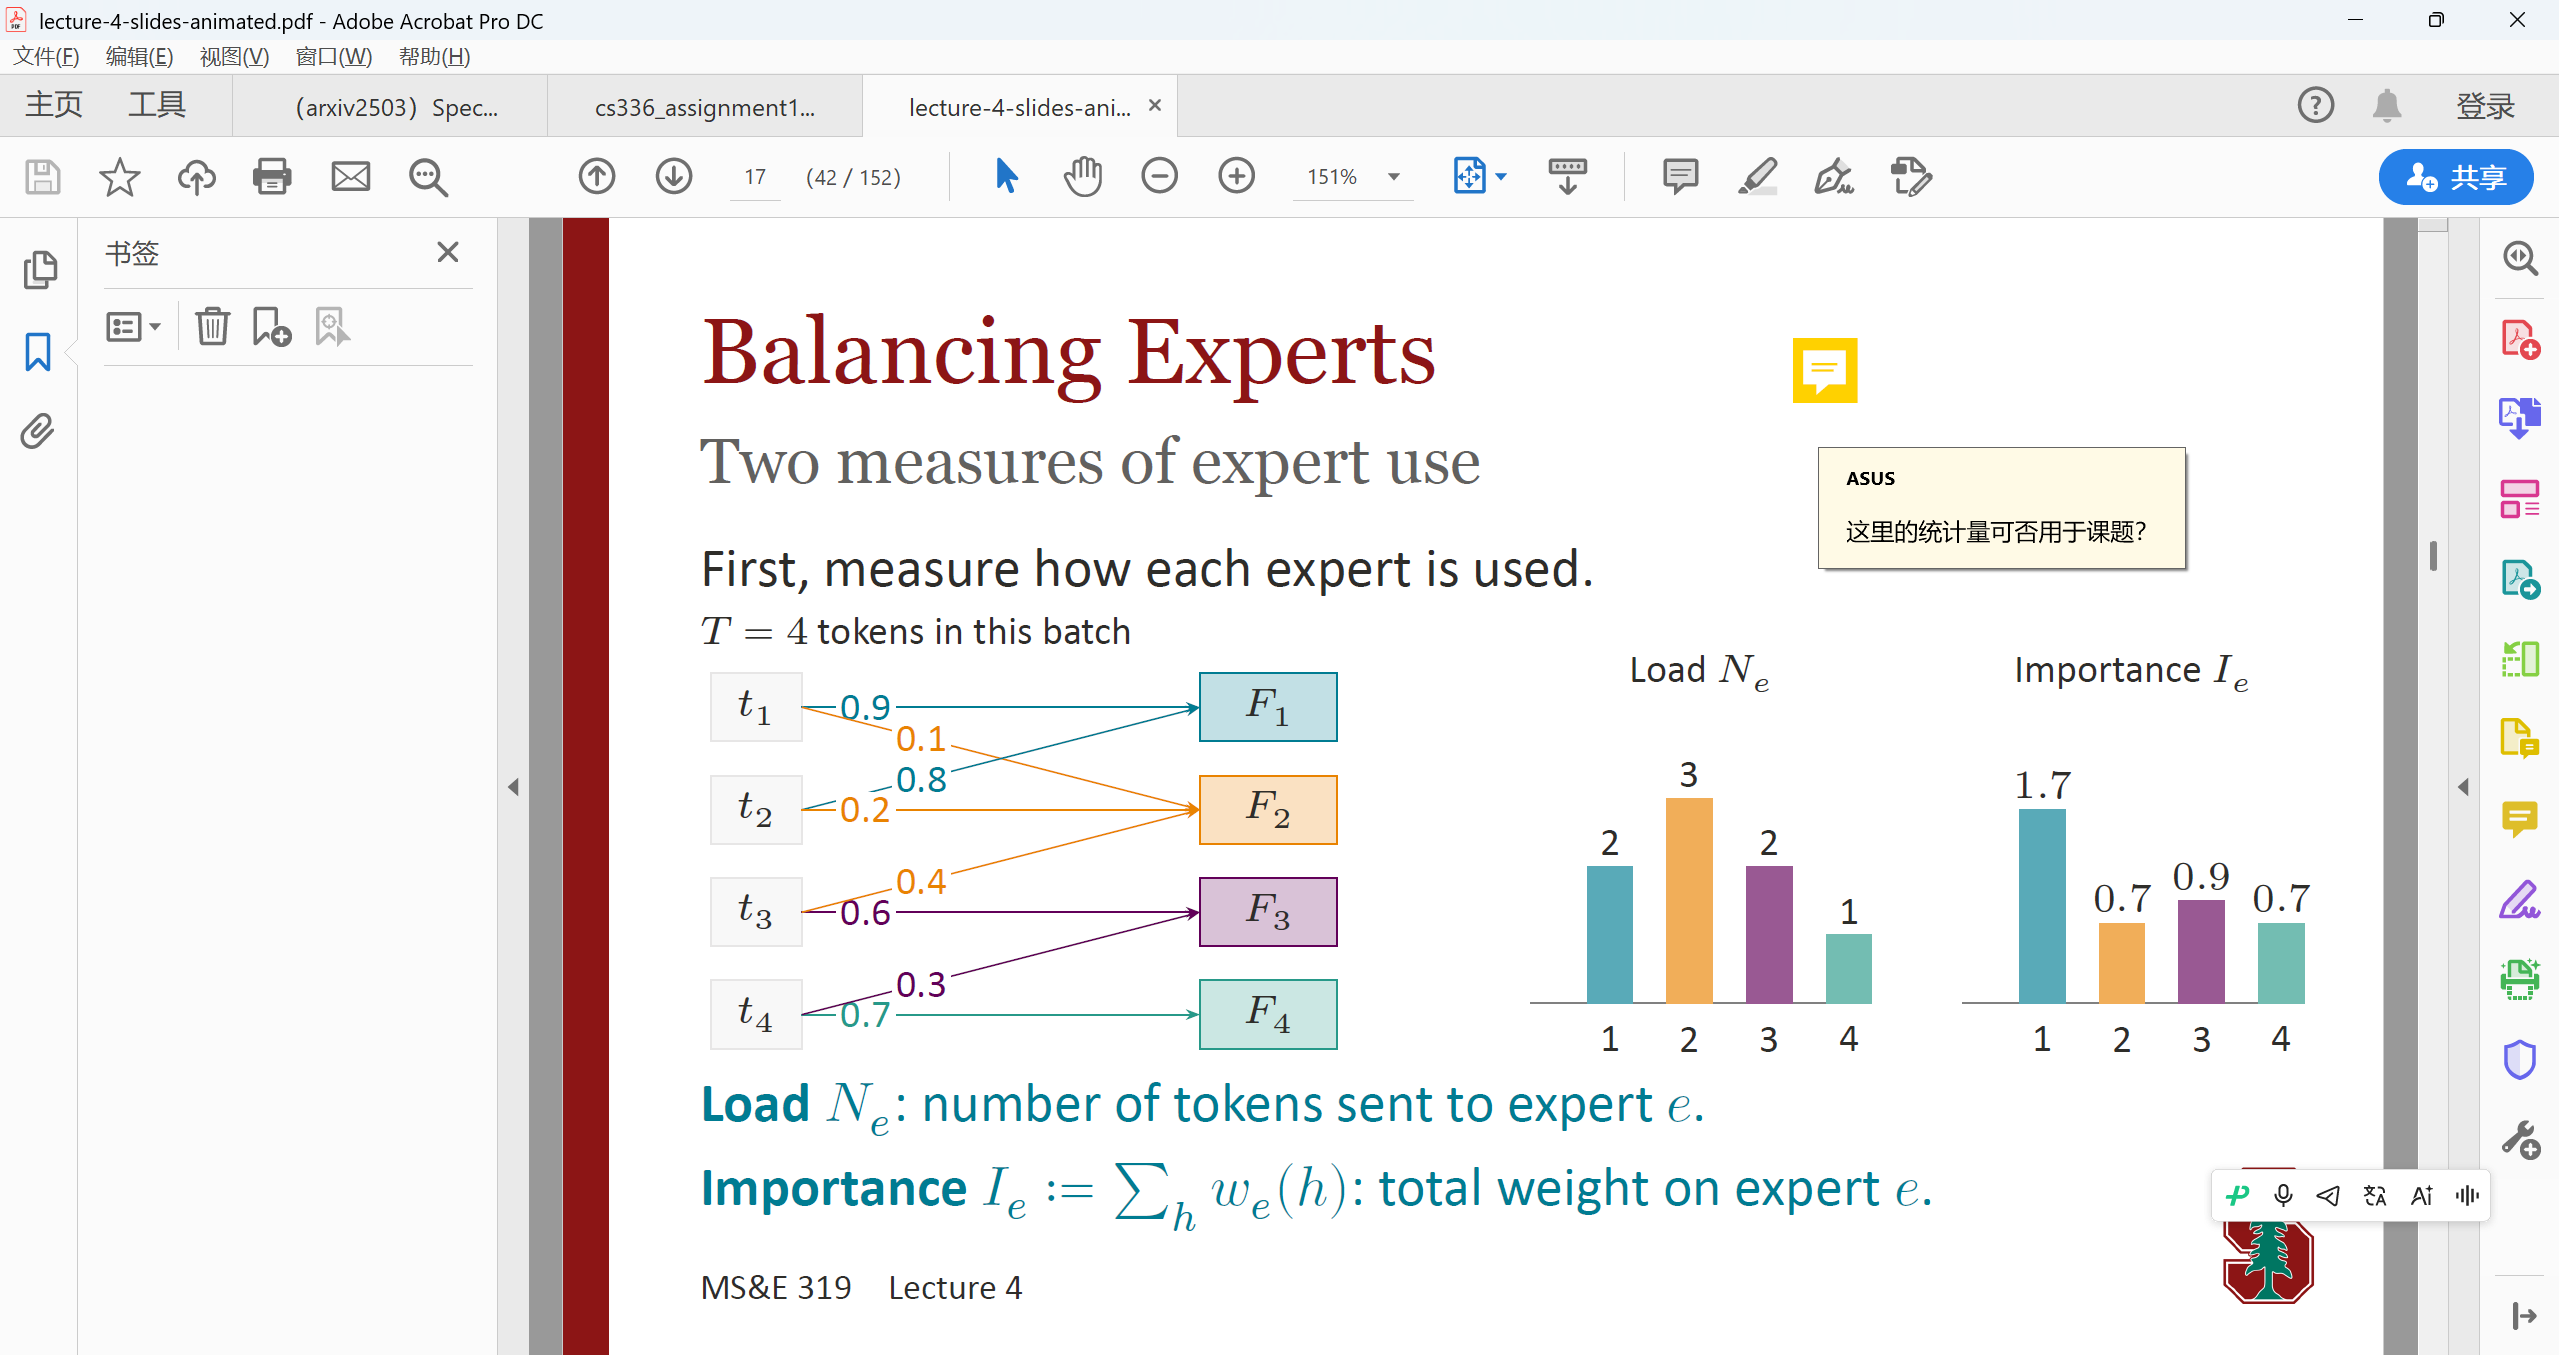 lecture-4-slides-animated.pdf - Adobe Acrobat Pro DC
文件(F) 编辑(E) 视图(V) 窗口(W) 帮助(H)
主页 工具 （arxiv2503）Spec... cs336_assignment1... lecture-4-slides-ani... 登录
17 (42 / 152) 151% 共享
书签
Balancing Experts
Two measures of expert use
ASUS
这里的统计量可否用于课题?
First, measure how each expert is used.
T = 4 tokens in this batch
Load N_e
Importance I_e
t_1 0.9 F_1
0.1
0.8
t_2 0.2 F_2
0.4
t_3 0.6 F_3
0.3
t_4 0.7 F_4
2 3 2 1
1 2 3 4
1.7 0.7 0.9 0.7
1 2 3 4
Load N_e: number of tokens sent to expert e.
Importance I_e := ∑_h w_e(h): total weight on expert e.
MS&E 319 Lecture 4